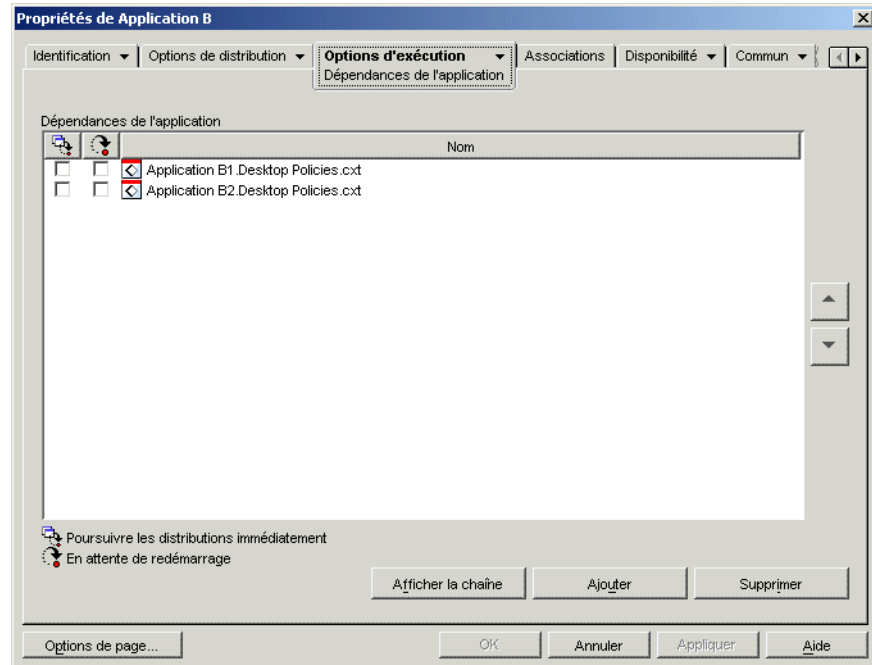 Propriétés de Application B
Identification Options de distribution Options d'exécution Associations Disponibilité Commun
Dépendances de l'application
Dépendances de l'application
Nom
Application B1.Desktop Policies.cxt
Application B2.Desktop Policies.cxt
Poursuivre les distributions immédiatement
En attente de redémarrage
Afficher la chaîne Ajouter Supprimer
Options de page... OK Annuler Appliquer Aide